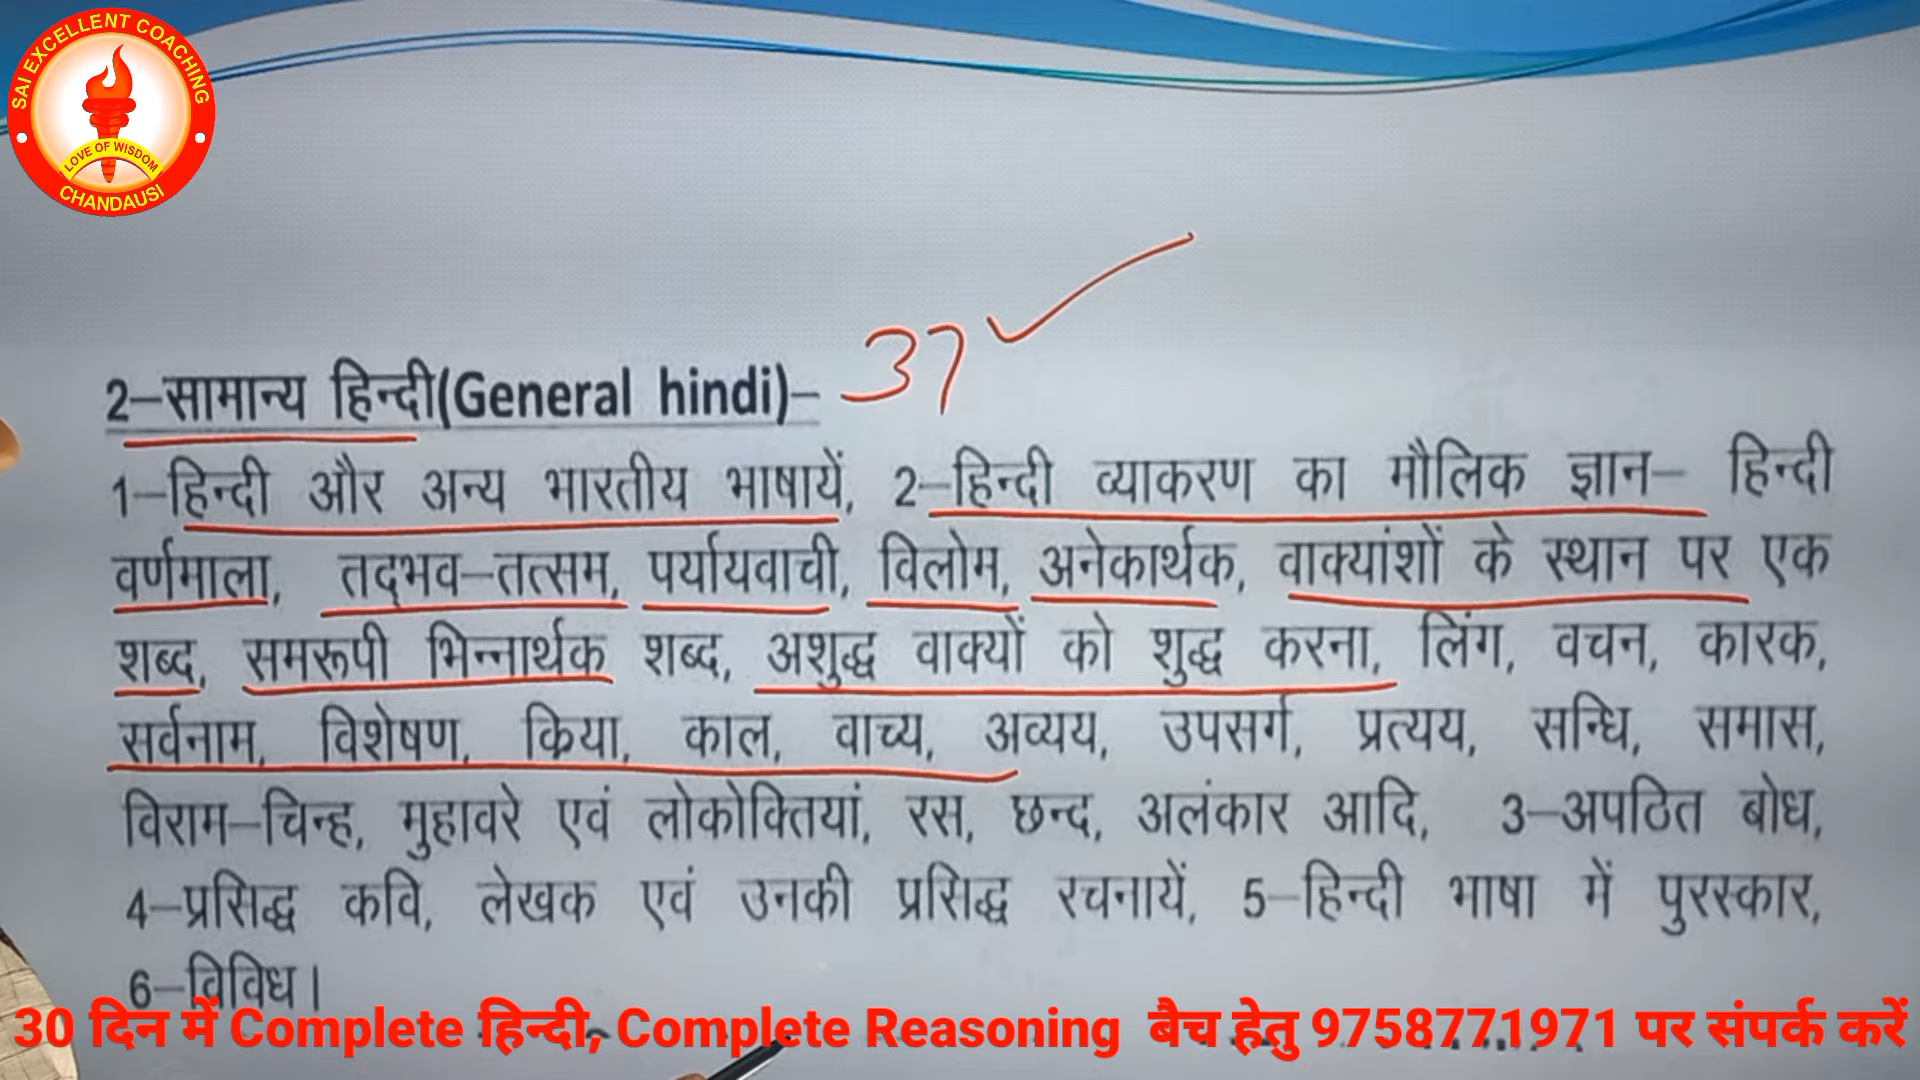 SAI EXCELLENT COACHING
LOVE OF WISDOM
CHANDAUSI
37
2–सामान्य हिन्दी(General hindi)–
1–हिन्दी और अन्य भारतीय भाषायें, 2–हिन्दी व्याकरण का मौलिक ज्ञान– हिन्दी
वर्णमाला, तद्भव–तत्सम, पर्यायवाची, विलोम, अनेकार्थक, वाक्यांशों के स्थान पर एक
शब्द, समरूपी भिन्नार्थक शब्द, अशुद्ध वाक्यों को शुद्ध करना, लिंग, वचन, कारक,
सर्वनाम, विशेषण, क्रिया, काल, वाच्य, अव्यय, उपसर्ग, प्रत्यय, सन्धि, समास,
विराम–चिन्ह, मुहावरे एवं लोकोक्तियां, रस, छन्द, अलंकार आदि, 3–अपठित बोध,
4–प्रसिद्ध कवि, लेखक एवं उनकी प्रसिद्ध रचनायें, 5–हिन्दी भाषा में पुरस्कार,
6–विविध।
30 दिन में Complete हिन्दी, Complete Reasoning बैच हेतु 9758771971 पर संपर्क करें